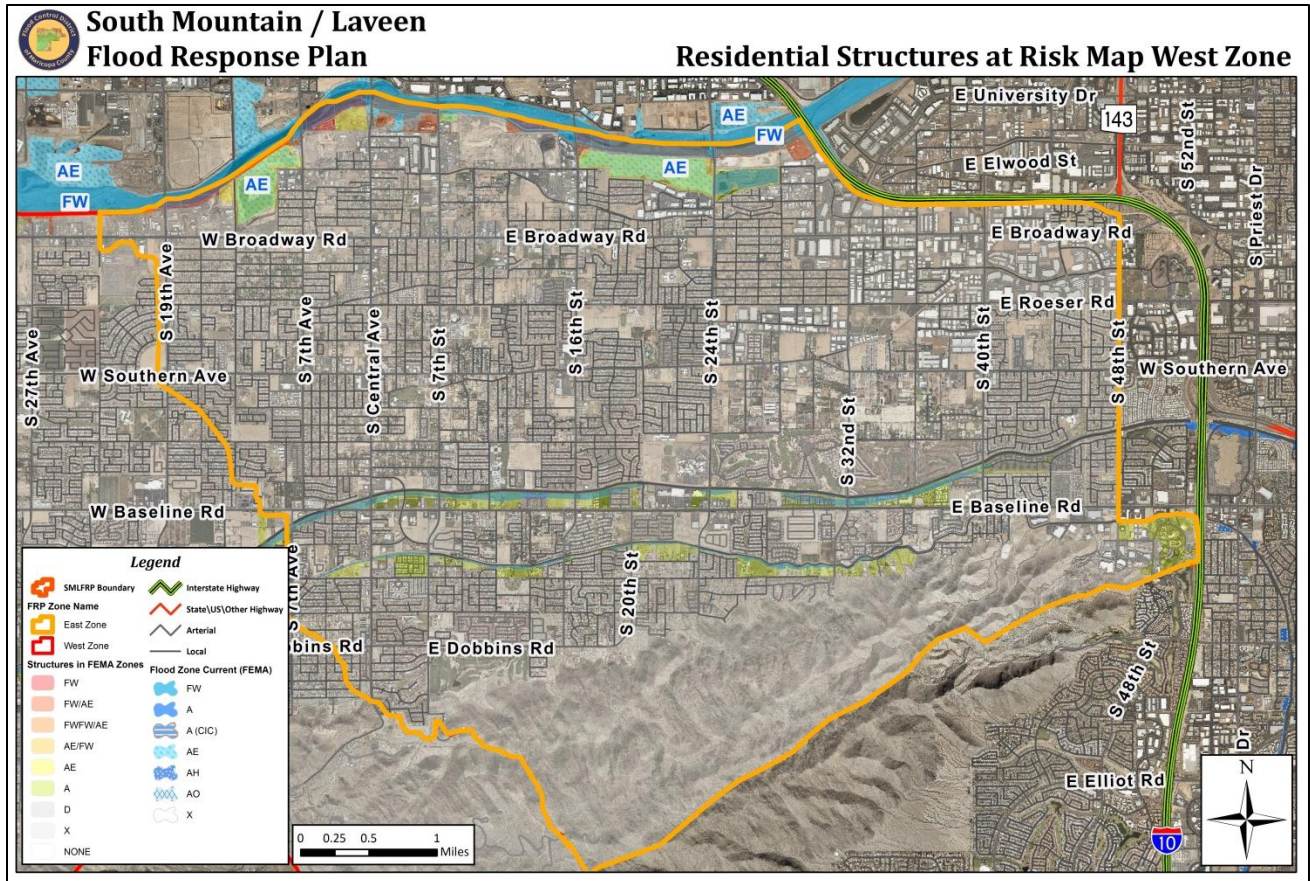 Flood Control District
of Maricopa County
South Mountain / Laveen
Flood Response Plan
Residential Structures at Risk Map West Zone
E University Dr
143
S 52nd St
AE
FW
E Elwood St
S Priest Dr
AE
FW
AE
AE
W Broadway Rd
E Broadway Rd
E Broadway Rd
S 19th Ave
S 27th Ave
S 7th Ave
S Central Ave
S 7th St
S 16th St
S 24th St
S 40th St
E Roeser Rd
S 48th St
W Southern Ave
W Southern Ave
S 32nd St
W Baseline Rd
E Baseline Rd
S 7th Ave
S 20th St
bbins Rd
E Dobbins Rd
S 48th St
Dr
E Elliot Rd
10
N
Legend
SMLFRP Boundary
FRP Zone Name
East Zone
West Zone
Structures in FEMA Zones
FW
FW/AE
FWFW/AE
AE/FW
AE
A
D
X
NONE
Interstate Highway
State\US\Other Highway
Arterial
Local
Flood Zone Current (FEMA)
FW
A
A (CIC)
AE
AH
AO
X
0 0.25 0.5 1
Miles